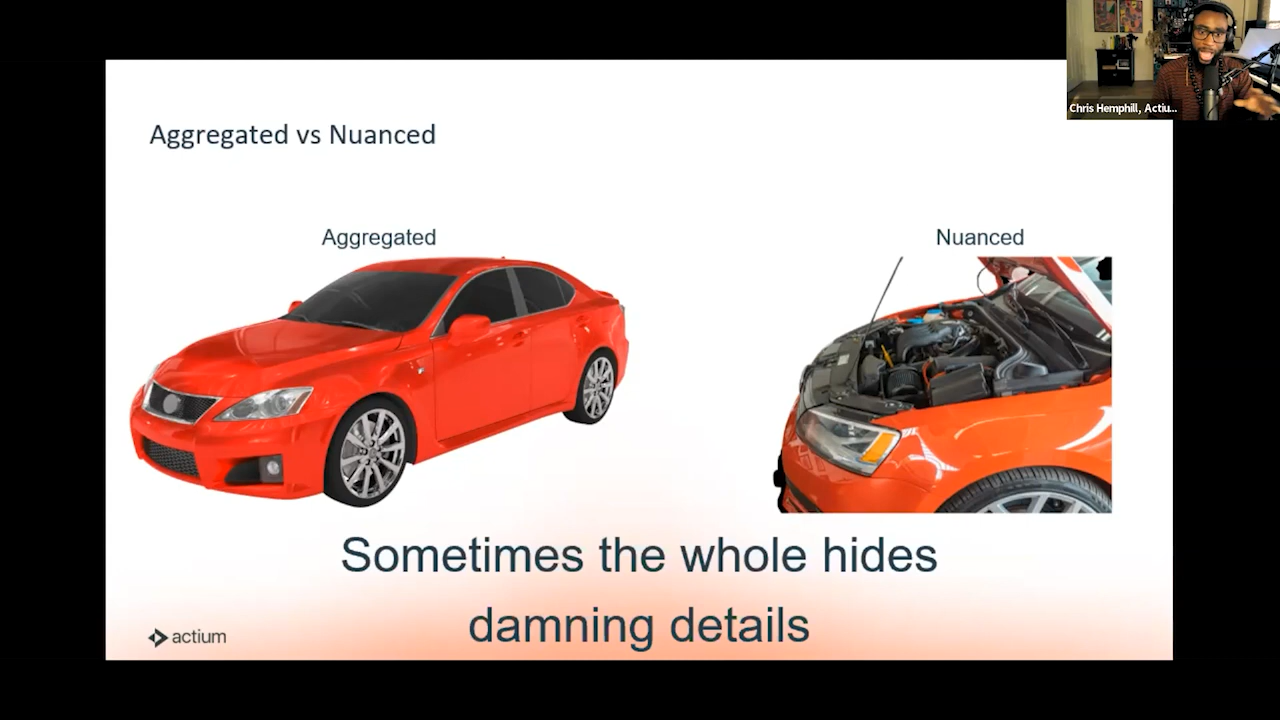 Chris Hemphill, Actiu...
Aggregated vs Nuanced
Aggregated
Nuanced
Sometimes the whole hides
damning details
actium